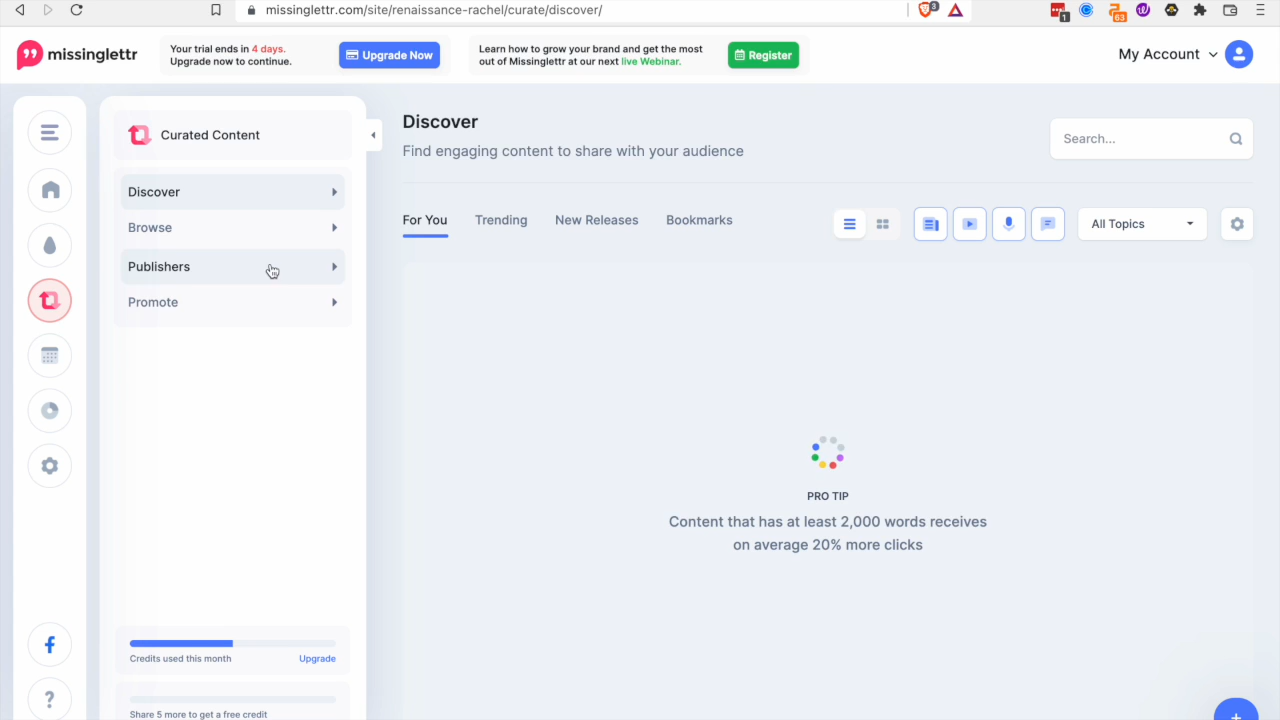 missinglettr.com/site/renaissance-rachel/curate/discover/
3
1
63
missinglettr
Your trial ends in 4 days.
Upgrade now to continue.
Upgrade Now
Learn how to grow your brand and get the most
out of Missinglettr at our next live Webinar.
Register
My Account
Curated Content
Discover
Browse
Publishers
Promote
Credits used this month
Upgrade
Share 5 more to get a free credit
Discover
Find engaging content to share with your audience
Search...
For You
Trending
New Releases
Bookmarks
All Topics
PRO TIP
Content that has at least 2,000 words receives
on average 20% more clicks
f
?
+